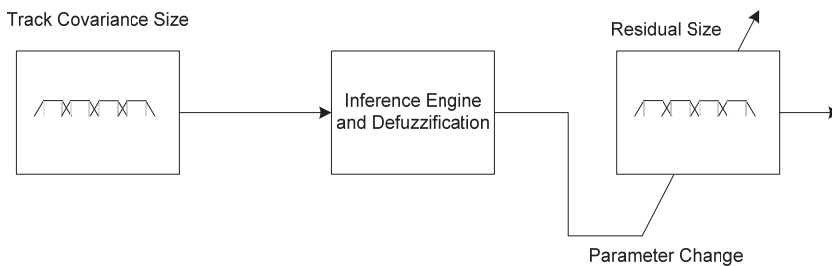 Track Covariance Size
Residual Size
Inference Engine
and Defuzzification
Parameter Change